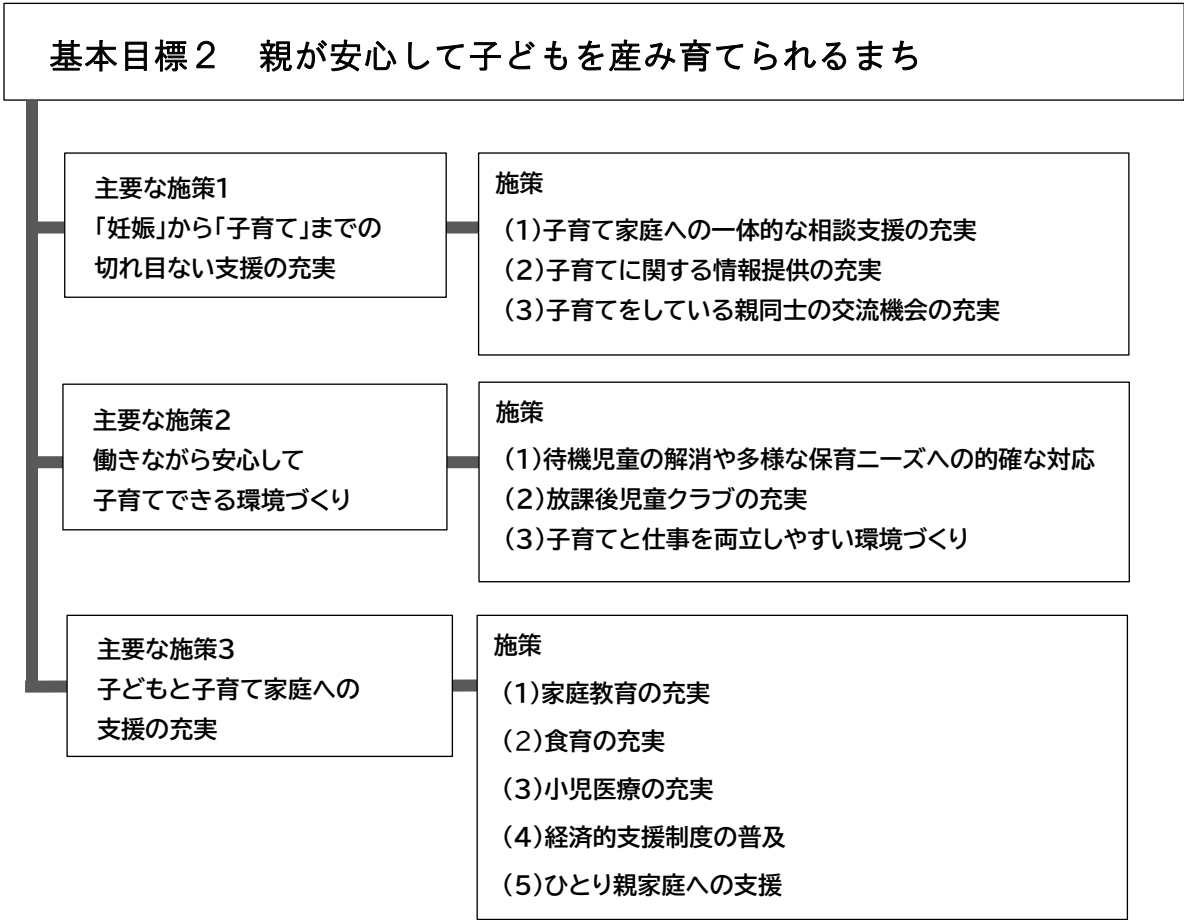 基本目標２　親が安心して子どもを産み育てられるまち
主要な施策1
「妊娠」から「子育て」までの
切れ目ない支援の充実
施策
(1)子育て家庭への一体的な相談支援の充実
(2)子育てに関する情報提供の充実
(3)子育てをしている親同士の交流機会の充実
主要な施策2
働きながら安心して
子育てできる環境づくり
施策
(1)待機児童の解消や多様な保育ニーズへの的確な対応
(2)放課後児童クラブの充実
(3)子育てと仕事を両立しやすい環境づくり
主要な施策3
子どもと子育て家庭への
支援の充実
施策
(1)家庭教育の充実
(2)食育の充実
(3)小児医療の充実
(4)経済的支援制度の普及
(5)ひとり親家庭への支援